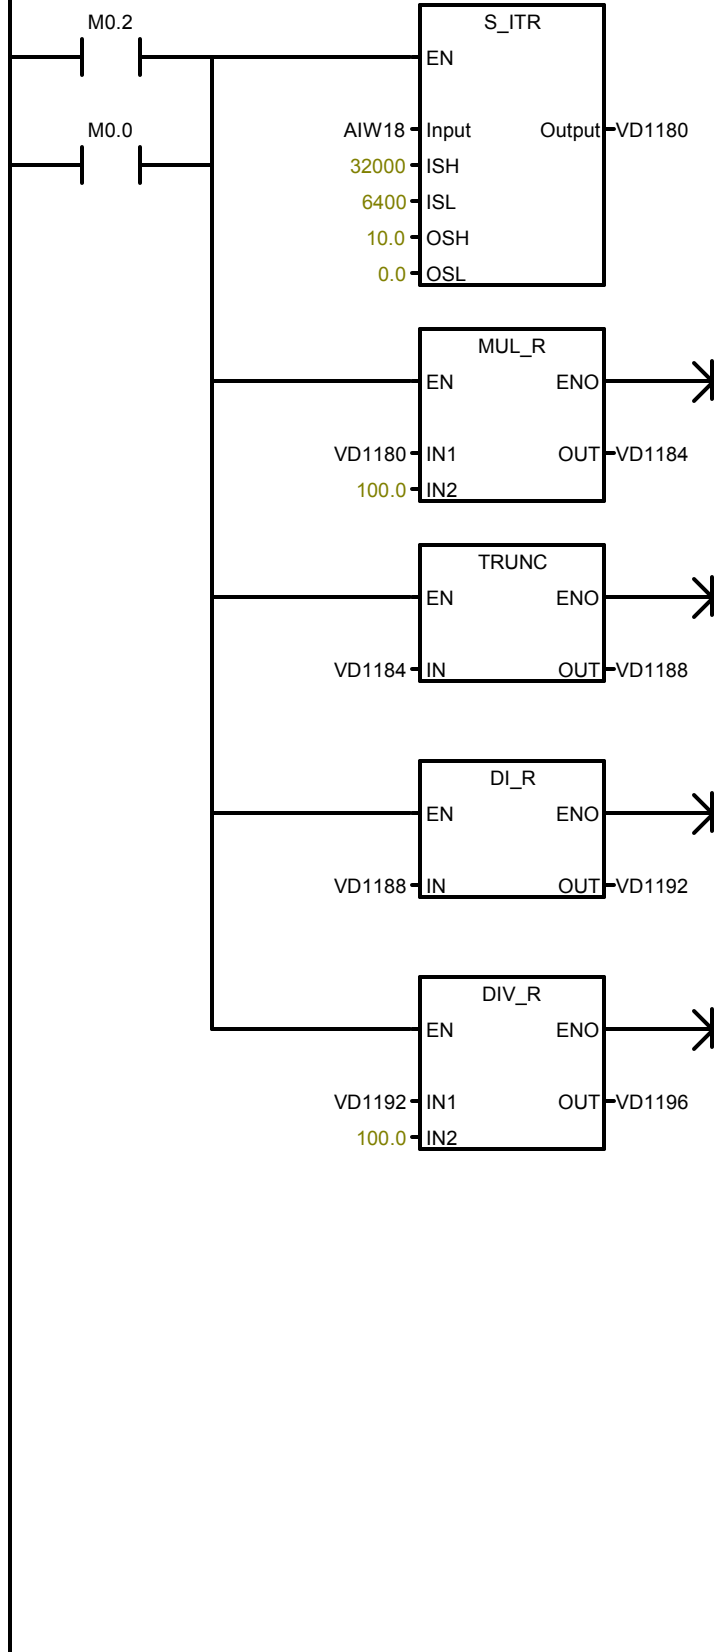 M0.2
S_ITR
EN
M0.0
AIW18 Input Output VD1180
32000 ISH
6400 ISL
10.0 OSH
0.0 OSL
MUL_R
EN ENO
VD1180 IN1 OUT VD1184
100.0 IN2
TRUNC
EN ENO
VD1184 IN OUT VD1188
DI_R
EN ENO
VD1188 IN OUT VD1192
DIV_R
EN ENO
VD1192 IN1 OUT VD1196
100.0 IN2